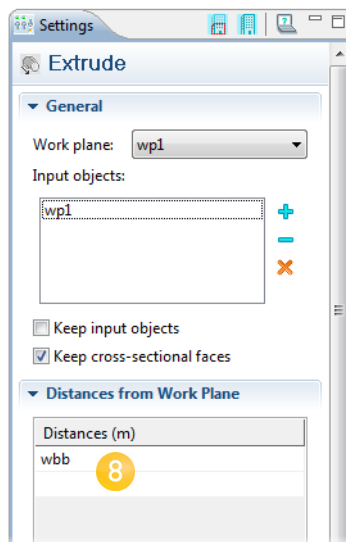 Settings
Extrude
General
Work plane: wp1
Input objects:
wp1
Keep input objects
Keep cross-sectional faces
Distances from Work Plane
Distances (m)
wbb
8